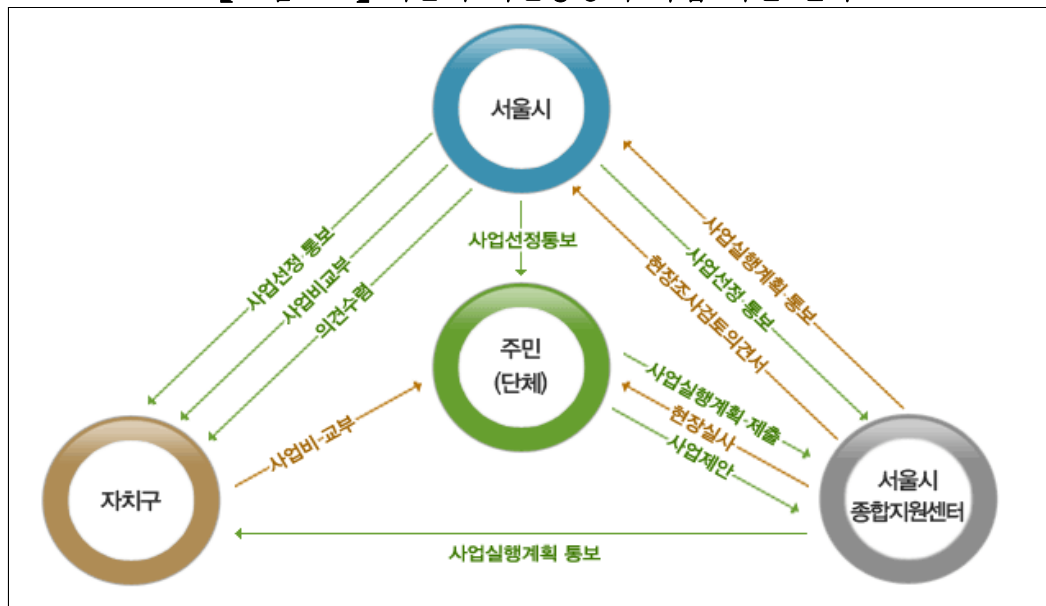 서울시
사업선정·통보
사업비교부
의견수렴
사업선정통보
사업실행계획 통보
사업선정·통보
현장조사검토의견서
주민
(단체)
사업실행계획·제출
현장실사
사업제안
사업비·교부
자치구
서울시
종합지원센터
사업실행계획 통보